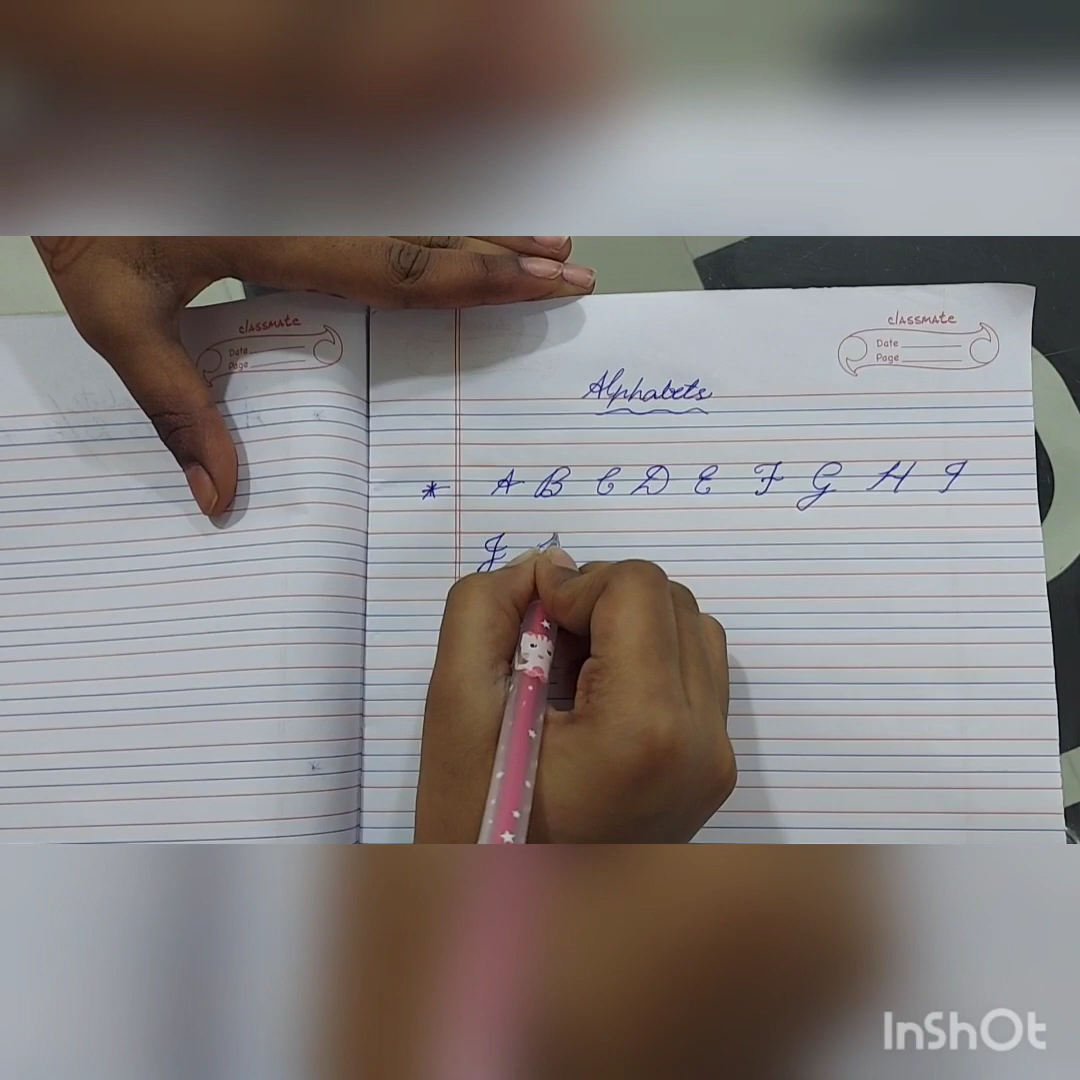 classmate
Date
Page
classmate
Date
Page
Alphabets
* A B C D E F G H I
J
InShOt